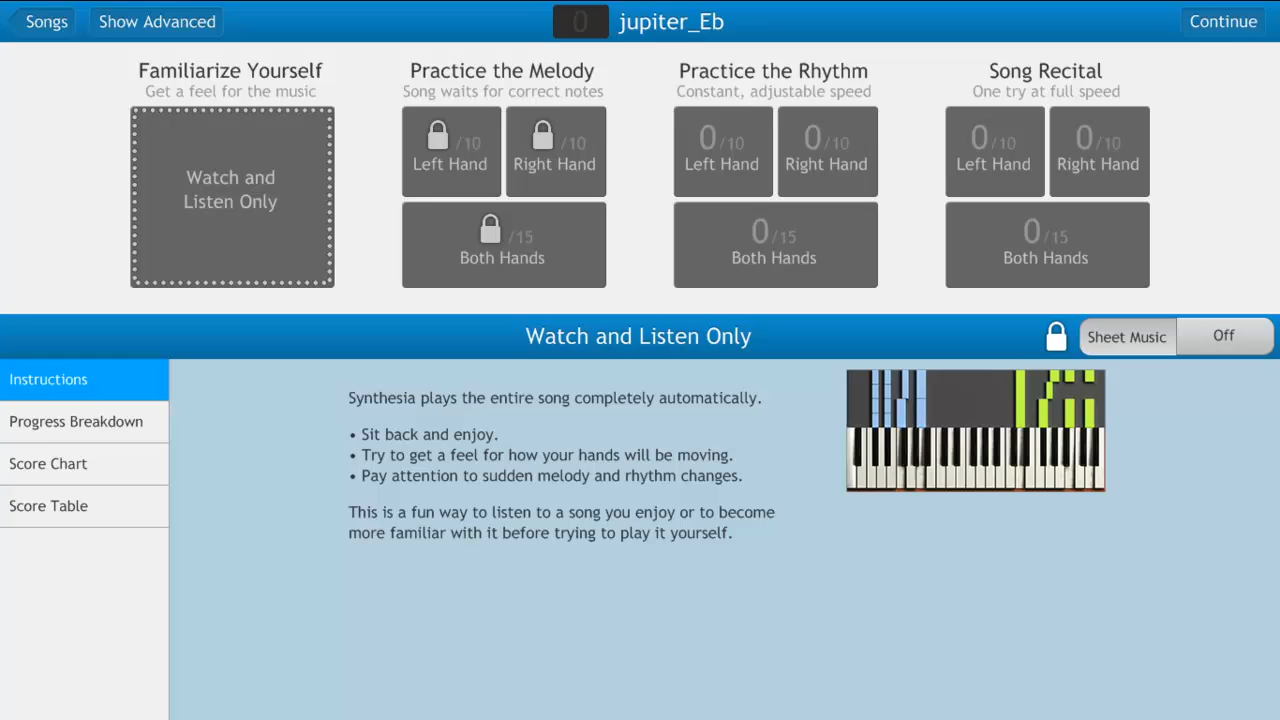 Songs
Show Advanced
0 jupiter_Eb
Continue
Familiarize Yourself
Get a feel for the music
Watch and
Listen Only
Practice the Melody
Song waits for correct notes
/10
Left Hand
/10
Right Hand
/15
Both Hands
Practice the Rhythm
Constant, adjustable speed
0/10
Left Hand
0/10
Right Hand
0/15
Both Hands
Song Recital
One try at full speed
0/10
Left Hand
0/10
Right Hand
0/15
Both Hands
Watch and Listen Only
Sheet Music
Off
Instructions
Progress Breakdown
Score Chart
Score Table
Synthesia plays the entire song completely automatically.
• Sit back and enjoy.
• Try to get a feel for how your hands will be moving.
• Pay attention to sudden melody and rhythm changes.
This is a fun way to listen to a song you enjoy or to become
more familiar with it before trying to play it yourself.